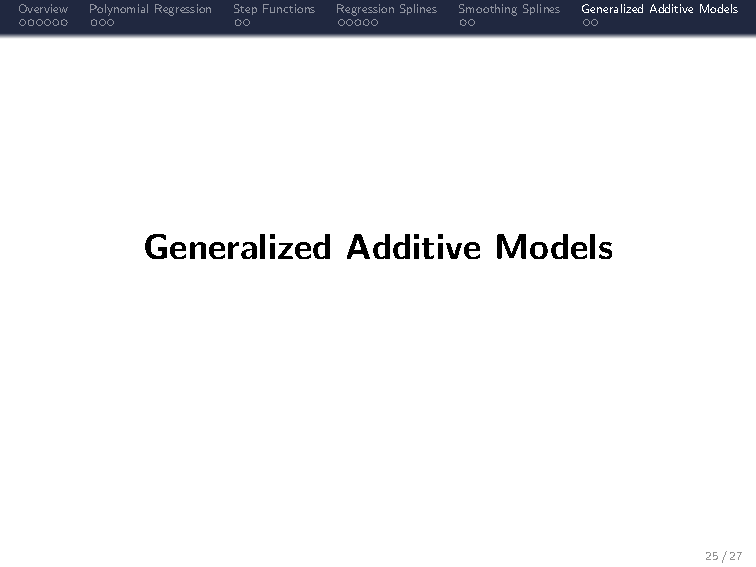 Overview Polynomial Regression Step Functions Regression Splines Smoothing Splines Generalized Additive Models
Generalized Additive Models
25 / 27